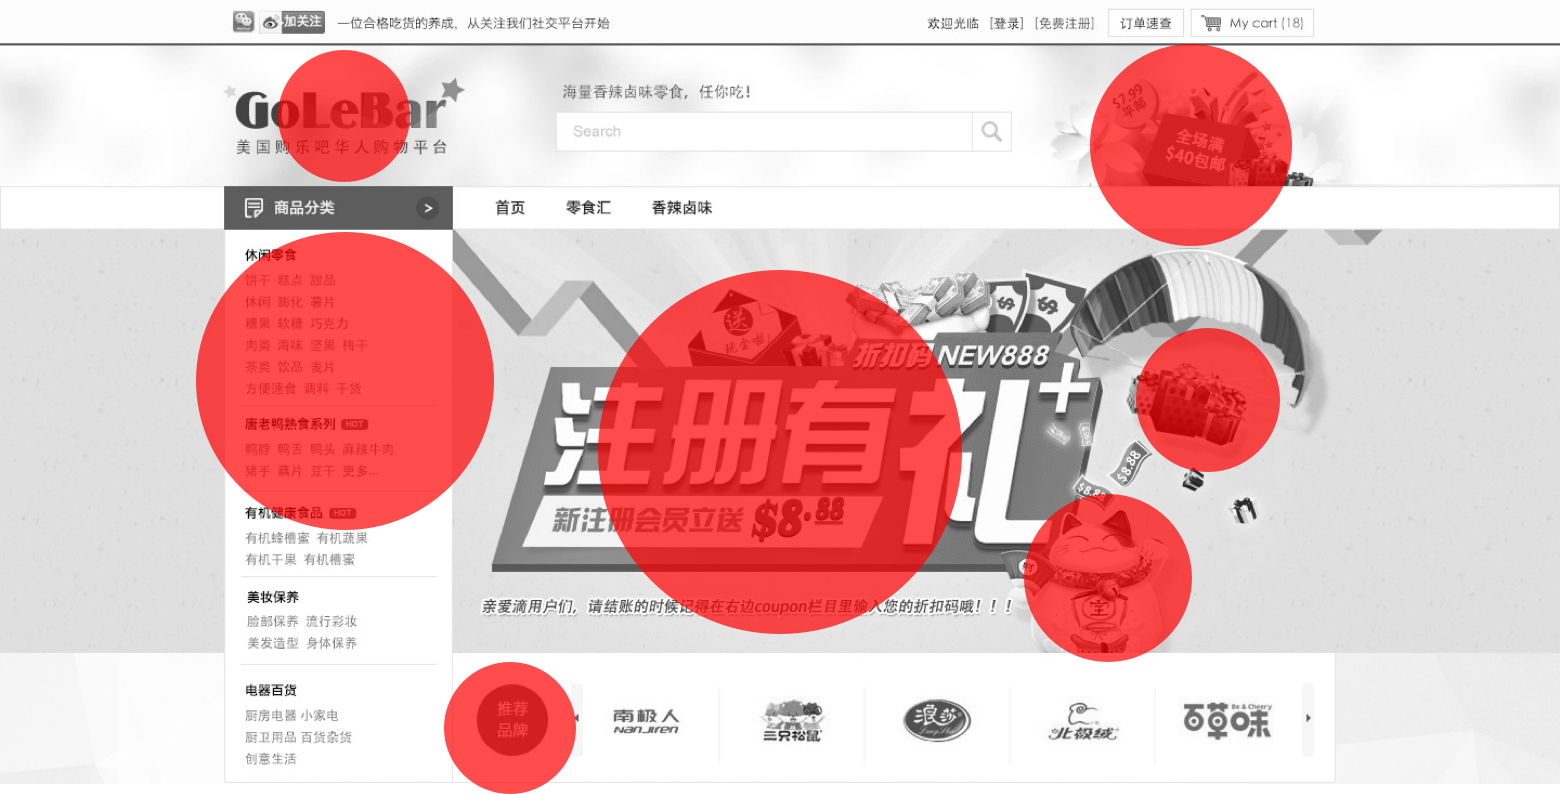 加关注 一位合格吃货的养成，从关注我们社交平台开始 欢迎光临 [登录] [免费注册] 订单速查 My cart (18)
GoLeBar
美国购乐吧华人购物平台
海量香辣卤味零食，任你吃！
Search
$7.99
全场满
$40包邮
商品分类 > 首页 零食汇 香辣卤味
休闲零食
饼干 糕点 甜品
休闲 膨化 薯片
糖果 软糖 巧克力
肉类 海味 坚果 梅干
茶类 饮品 麦片
方便速食 调料 干货
唐老鸭熟食系列 HOT
鸭脖 鸭舌 鸭头 麻辣牛肉
猪手 藕片 豆干 更多...
有机健康食品 HOT
有机蜂槽蜜 有机蔬果
有机干果 有机槽蜜
美妆保养
脸部保养 流行彩妆
美发造型 身体保养
电器百货
厨房电器 小家电
厨卫用品 百货杂货
创意生活
送
现金啦!
$ $
折扣码NEW888
注册有礼+
新注册会员立送 $8.88
$8.88
$8.88
宝
亲爱滴用户们，请结账的时候记得在右边coupon栏目里输入您的折扣码哦！！！
推荐
品牌
南极人
NanJiren
三只松鼠
浪莎
LangSha
北极绒
Be & Cheery
百草味